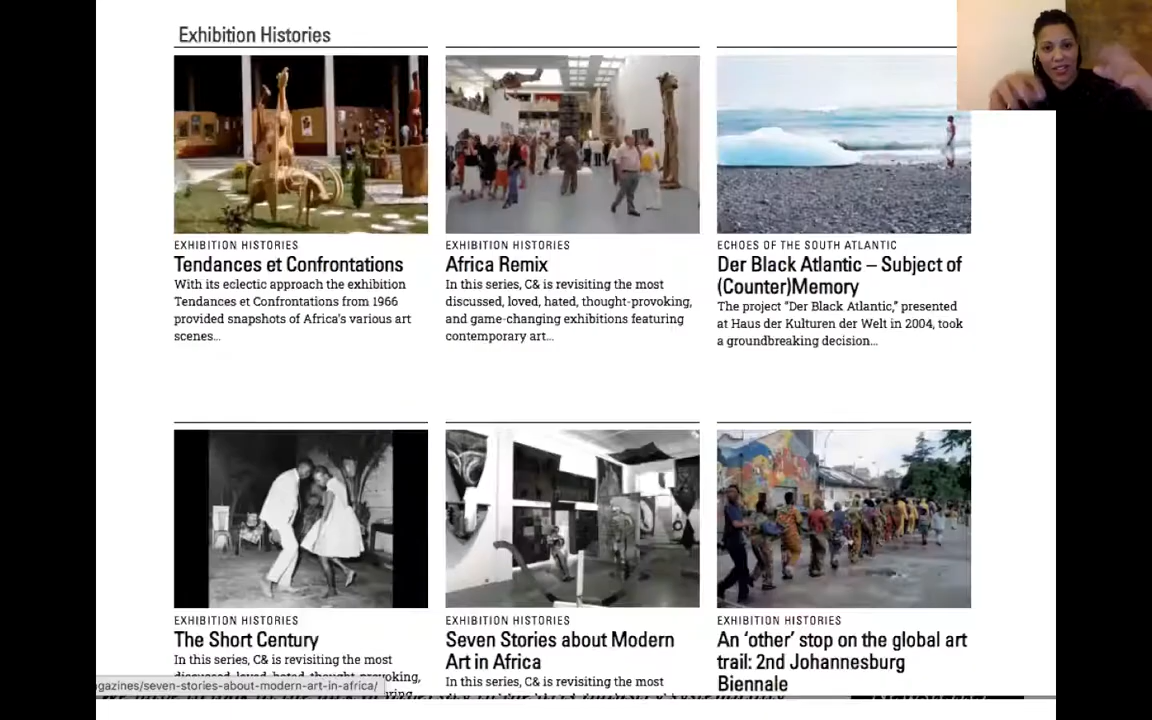 Exhibition Histories
EXHIBITION HISTORIES
Tendances et Confrontations
With its eclectic approach the exhibition
Tendances et Confrontations from 1966
provided snapshots of Africa's various art
scenes...
EXHIBITION HISTORIES
Africa Remix
In this series, C& is revisiting the most
discussed, loved, hated, thought-provoking,
and game-changing exhibitions featuring
contemporary art...
ECHOES OF THE SOUTH ATLANTIC
Der Black Atlantic – Subject of
(Counter)Memory
The project "Der Black Atlantic," presented
at Haus der Kulturen der Welt in 2004, took
a groundbreaking decision...
EXHIBITION HISTORIES
The Short Century
In this series, C& is revisiting the most
discussed, loved, hated, thought-provoking,
EXHIBITION HISTORIES
Seven Stories about Modern
Art in Africa
In this series, C& is revisiting the most
EXHIBITION HISTORIES
An 'other' stop on the global art
trail: 2nd Johannesburg
Biennale
agazines/seven-stories-about-modern-art-in-africa/